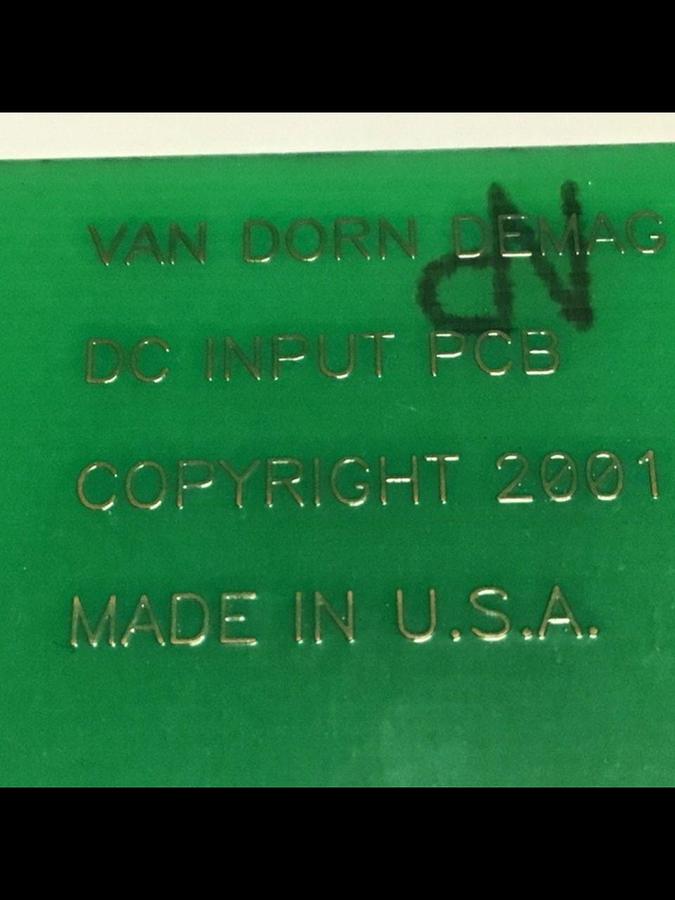 VAN DORN DEMAG
DC INPUT PCB
COPYRIGHT 2001
MADE IN U.S.A.